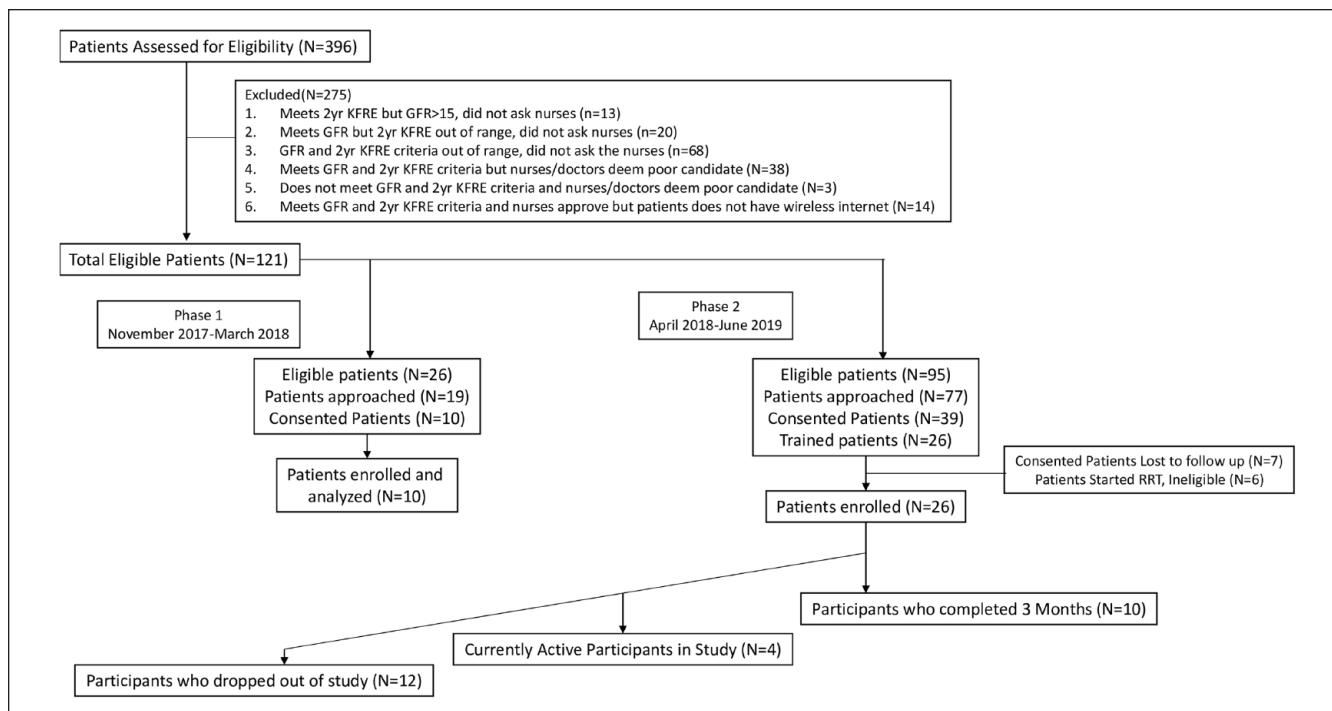 Patients Assessed for Eligibility (N=396)
Excluded(N=275)
1. Meets 2yr KFRE but GFR>15, did not ask nurses (n=13)
2. Meets GFR but 2yr KFRE out of range, did not ask nurses (n=20)
3. GFR and 2yr KFRE criteria out of range, did not ask the nurses (n=68)
4. Meets GFR and 2yr KFRE criteria but nurses/doctors deem poor candidate (N=38)
5. Does not meet GFR and 2yr KFRE criteria and nurses/doctors deem poor candidate (N=3)
6. Meets GFR and 2yr KFRE criteria and nurses approve but patients does not have wireless internet (N=14)
Total Eligible Patients (N=121)
Phase 1
November 2017-March 2018
Phase 2
April 2018-June 2019
Eligible patients (N=26)
Patients approached (N=19)
Consented Patients (N=10)
Eligible patients (N=95)
Patients approached (N=77)
Consented Patients (N=39)
Trained patients (N=26)
Patients enrolled and
analyzed (N=10)
Consented Patients Lost to follow up (N=7)
Patients Started RRT, Ineligible (N=6)
Patients enrolled (N=26)
Participants who completed 3 Months (N=10)
Currently Active Participants in Study (N=4)
Participants who dropped out of study (N=12)